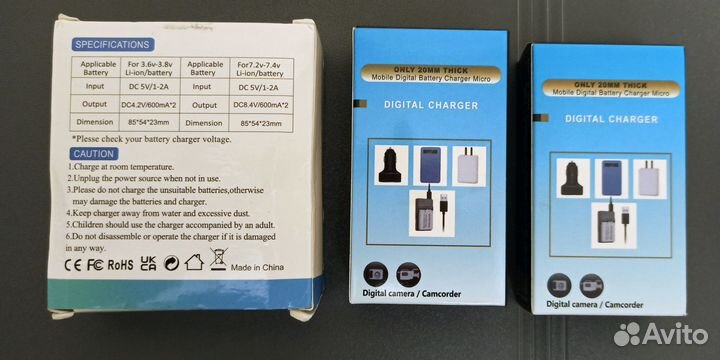 SPECIFICATIONS
Applicable Battery For 3.6v-3.8v Li-ion/battery Applicable Battery For7.2v-7.4v Li-ion/battery
Input DC 5V/1-2A Input DC 5V/1-2A
Output DC4.2V/600mA*2 Output DC8.4V/600mA*2
Dimension 85*54*23mm Dimension 85*54*23mm
*Please check your battery charger voltage.
CAUTION
1.Charge at room temperature.
2.Unplug the power source when not in use.
3.Please do not charge the unsuitable batteries,otherwise
may damage the batteries and charger.
4.Keep charger away from water and excessive dust.
5.Children should use the charger accompanied by an adult.
6.Do not disassemble or operate the charger if it is damaged
in any way.
CE FC RoHS UK CA Made in China
ONLY 20MM THICK
Mobile Digital Battery Charger Micro
DIGITAL CHARGER
Digital camera / Camcorder
ONLY 20MM THICK
Mobile Digital Battery Charger Micro
DIGITAL CHARGER
Digital camera / Camcorder
Avito